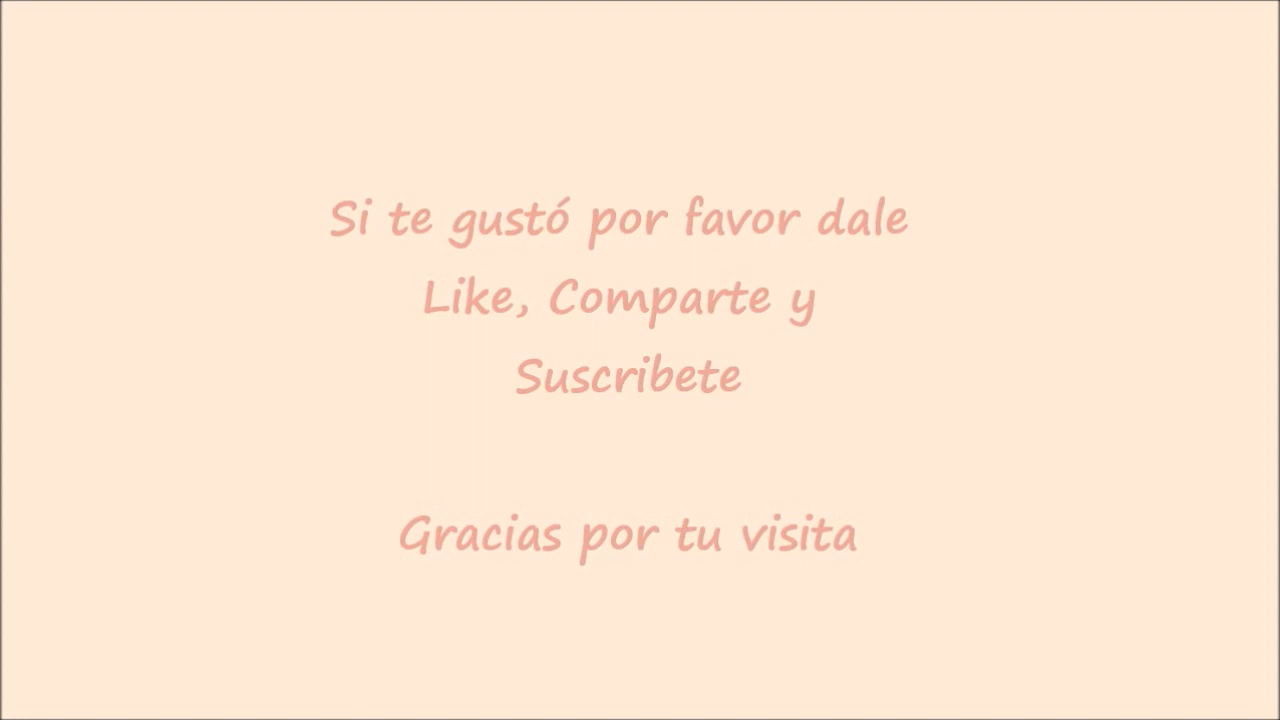 Si te gustó por favor dale
Like, Comparte y
Suscribete
Gracias por tu visita